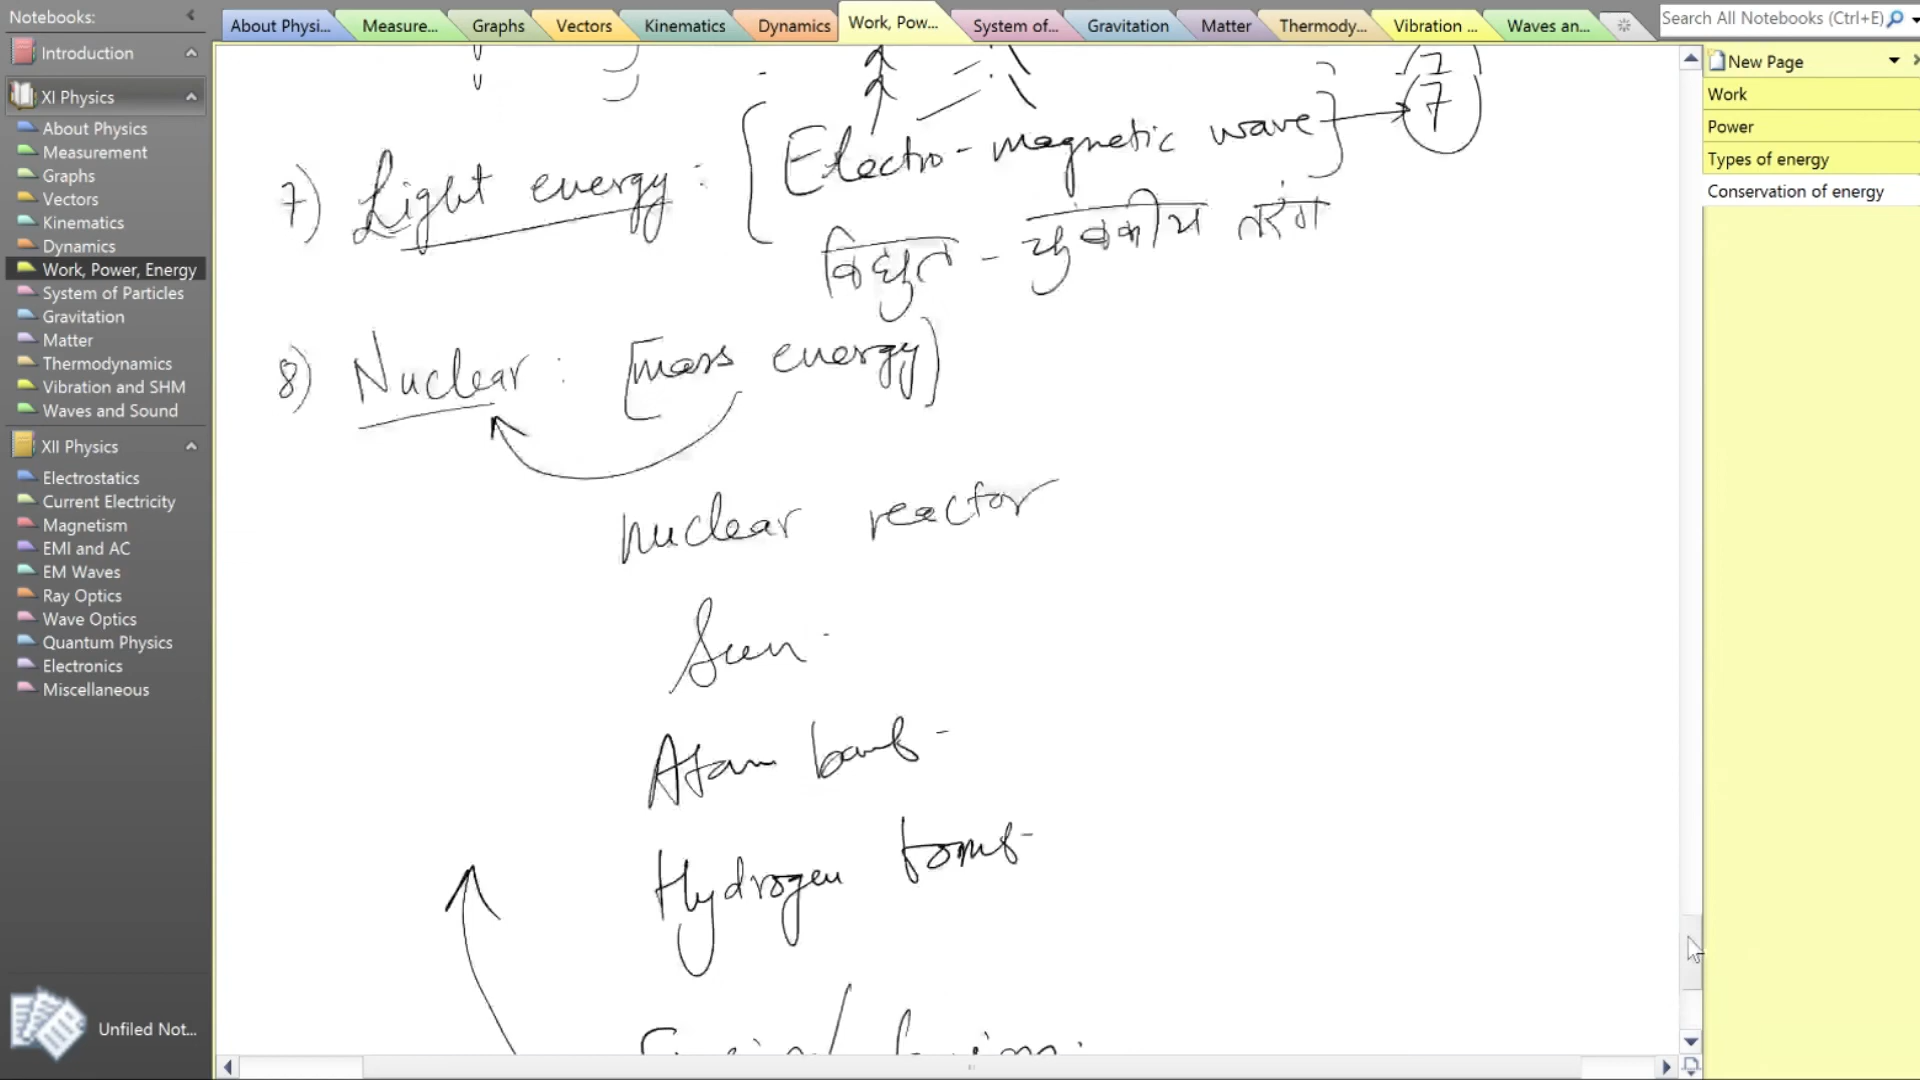 Notebooks:
Introduction
XI Physics
About Physics
Measurement
Graphs
Vectors
Kinematics
Dynamics
Work, Power, Energy
System of Particles
Gravitation
Matter
Thermodynamics
Vibration and SHM
Waves and Sound
XII Physics
Electrostatics
Current Electricity
Magnetism
EMI and AC
EM Waves
Ray Optics
Wave Optics
Quantum Physics
Electronics
Miscellaneous
Unfiled Not...
About Physi... Measure... Graphs Vectors Kinematics Dynamics Work, Pow... System of... Gravitation Matter Thermody... Vibration ... Waves an...
Search All Notebooks (Ctrl+E)
7
7) Light energy : [Electro-magnetic wave] → 7
विद्युत - चुम्बकीय तरंग
8) Nuclear : [mass energy]
nuclear reactor
Sun
Atom bomb
Hydrogen bomb
New Page
Work
Power
Types of energy
Conservation of energy